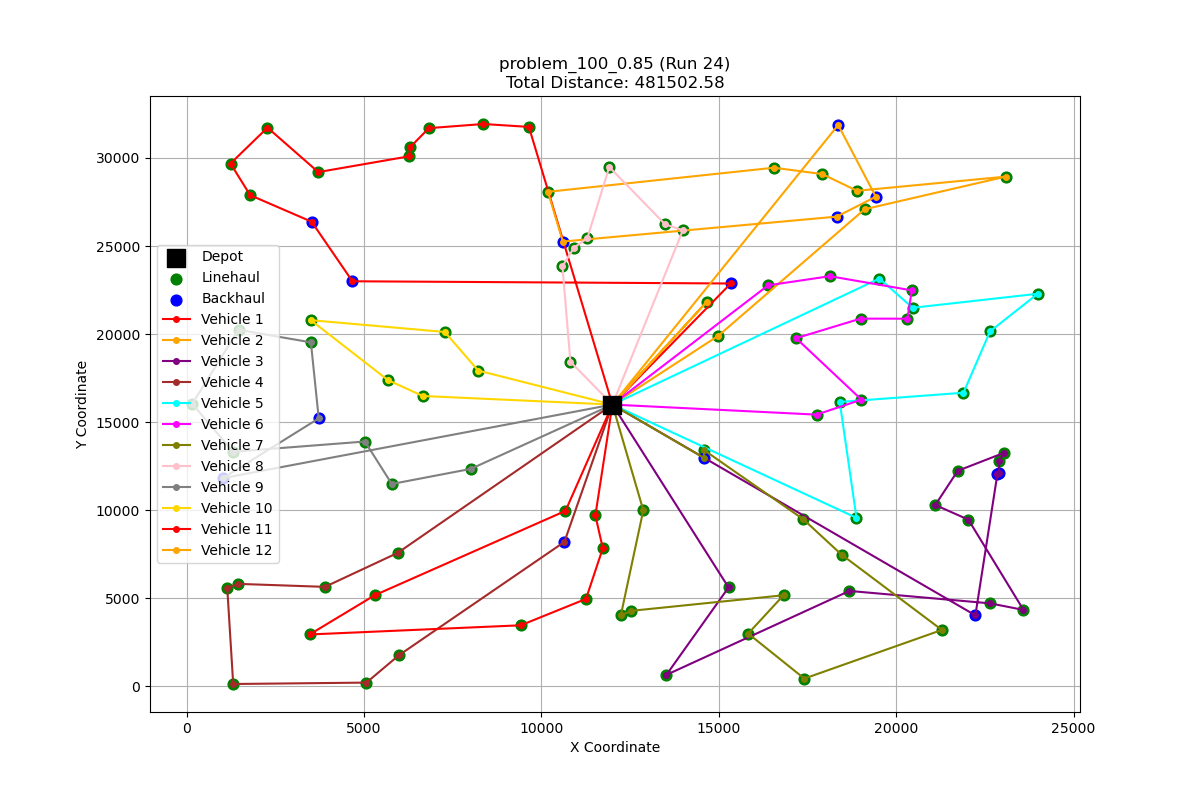 problem_100_0.85 (Run 24)
Total Distance: 481502.58
Y Coordinate
30000
25000
20000
15000
10000
5000
0
Depot
Linehaul
Backhaul
Vehicle 1
Vehicle 2
Vehicle 3
Vehicle 4
Vehicle 5
Vehicle 6
Vehicle 7
Vehicle 8
Vehicle 9
Vehicle 10
Vehicle 11
Vehicle 12
0
5000
10000
15000
20000
25000
X Coordinate